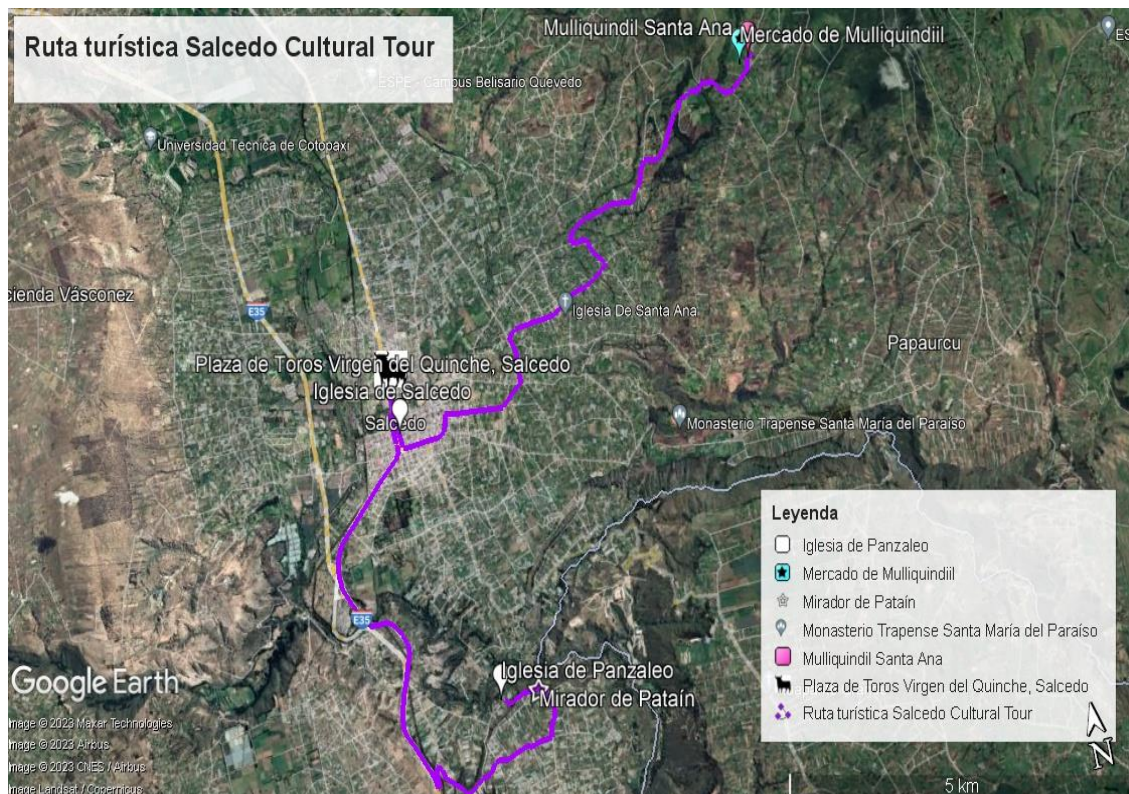 Ruta turística Salcedo Cultural Tour
Mulliquindil Santa Ana
Mercado de Mulliquindiil
ES
ESPE - Campus Belisario Quevedo
Universidad Técnica de Cotopaxi
cienda Vásconez
E35
Iglesia De Santa Ana
Papaurcu
Plaza de Toros Virgen del Quinche, Salcedo
Iglesia de Salcedo
Salcedo
Monasterio Trapense Santa María del Paraíso
E35
Iglesia de Panzaleo
Mirador de Pataín
Leyenda
Iglesia de Panzaleo
Mercado de Mulliquindiil
Mirador de Pataín
Monasterio Trapense Santa María del Paraíso
Mulliquindil Santa Ana
Plaza de Toros Virgen del Quinche, Salcedo
Ruta turística Salcedo Cultural Tour
Google Earth
Image © 2023 Maxar Technologies
Image © 2023 Airbus
Image © 2023 CNES / Airbus
Image Landsat / Copernicus
N
5 km